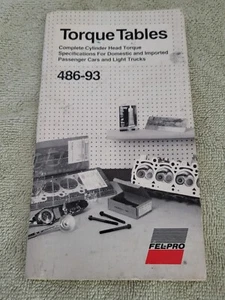 Torque Tables
Complete Cylinder Head Torque
Specifications For Domestic and Imported
Passenger Cars and Light Trucks
486-93
FEL-PRO